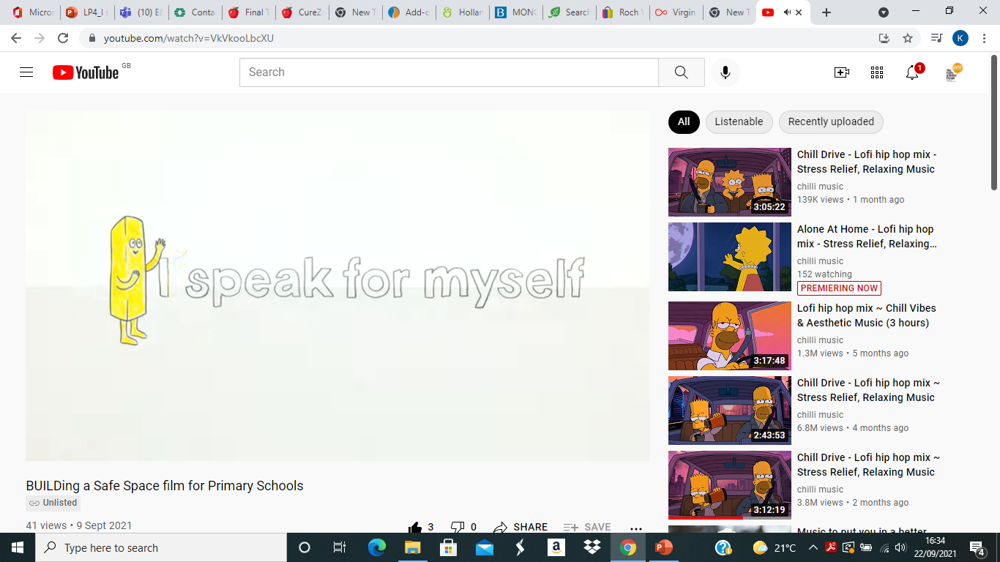 Micros
LP4_I s
(10) E
Conta
Final T
CureZ
New T
Add-o
Hollan
MONO
Search
Roch V
Virgin
New T
youtube.com/watch?v=VkVkooLbcXU
K
YouTube GB
Search
1
I speak for myself
BUILDing a Safe Space film for Primary Schools
Unlisted
41 views • 9 Sept 2021
3
0
SHARE
SAVE
All
Listenable
Recently uploaded
3:05:22
Chill Drive - Lofi hip hop mix -
Stress Relief, Relaxing Music
chilli music
139K views • 1 month ago
Alone At Home - Lofi hip hop
mix - Stress Relief, Relaxing...
chilli music
152 watching
PREMIERING NOW
3:17:48
Lofi hip hop mix ~ Chill Vibes
& Aesthetic Music (3 hours)
chilli music
1.3M views • 5 months ago
2:43:53
Chill Drive - Lofi hip hop mix ~
Stress Relief, Relaxing Music
chilli music
6.8M views • 4 months ago
3:12:19
Chill Drive - Lofi hip hop mix ~
Stress Relief, Relaxing Music
chilli music
3.8M views • 2 months ago
Music to put you in a better
Type here to search
21°C
16:34
22/09/2021
4